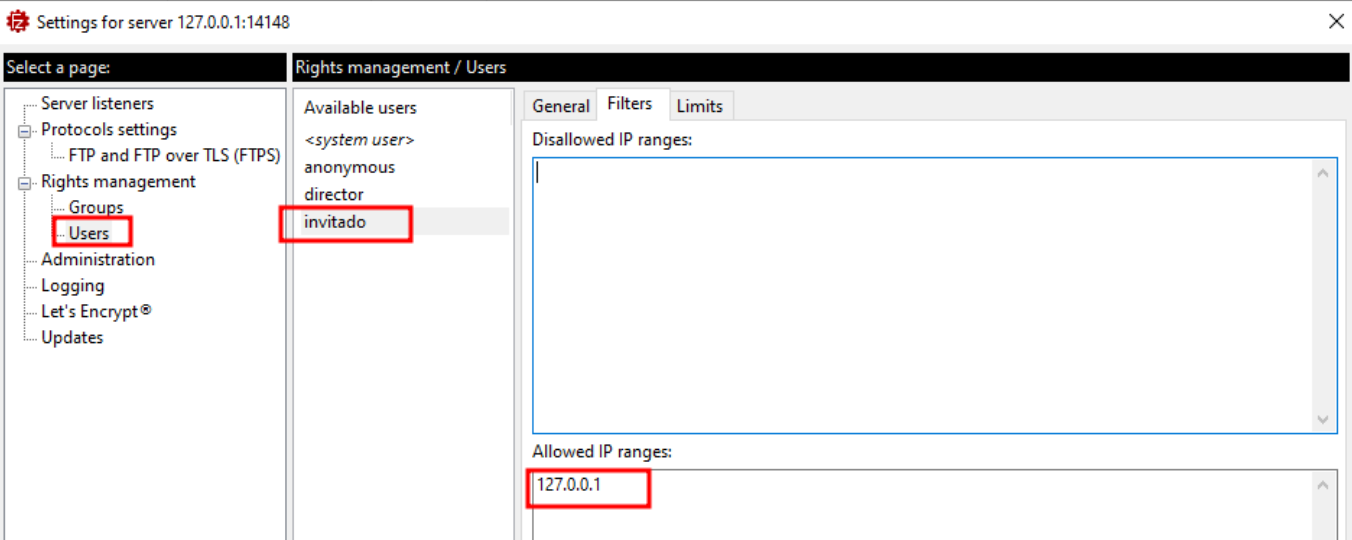 Settings for server 127.0.0.1:14148
Select a page:
Server listeners
Protocols settings
FTP and FTP over TLS (FTPS)
Rights management
Groups
Users
Administration
Logging
Let's Encrypt®
Updates
Rights management / Users
Available users
<system user>
anonymous
director
invitado
General Filters Limits
Disallowed IP ranges:
Allowed IP ranges:
127.0.0.1